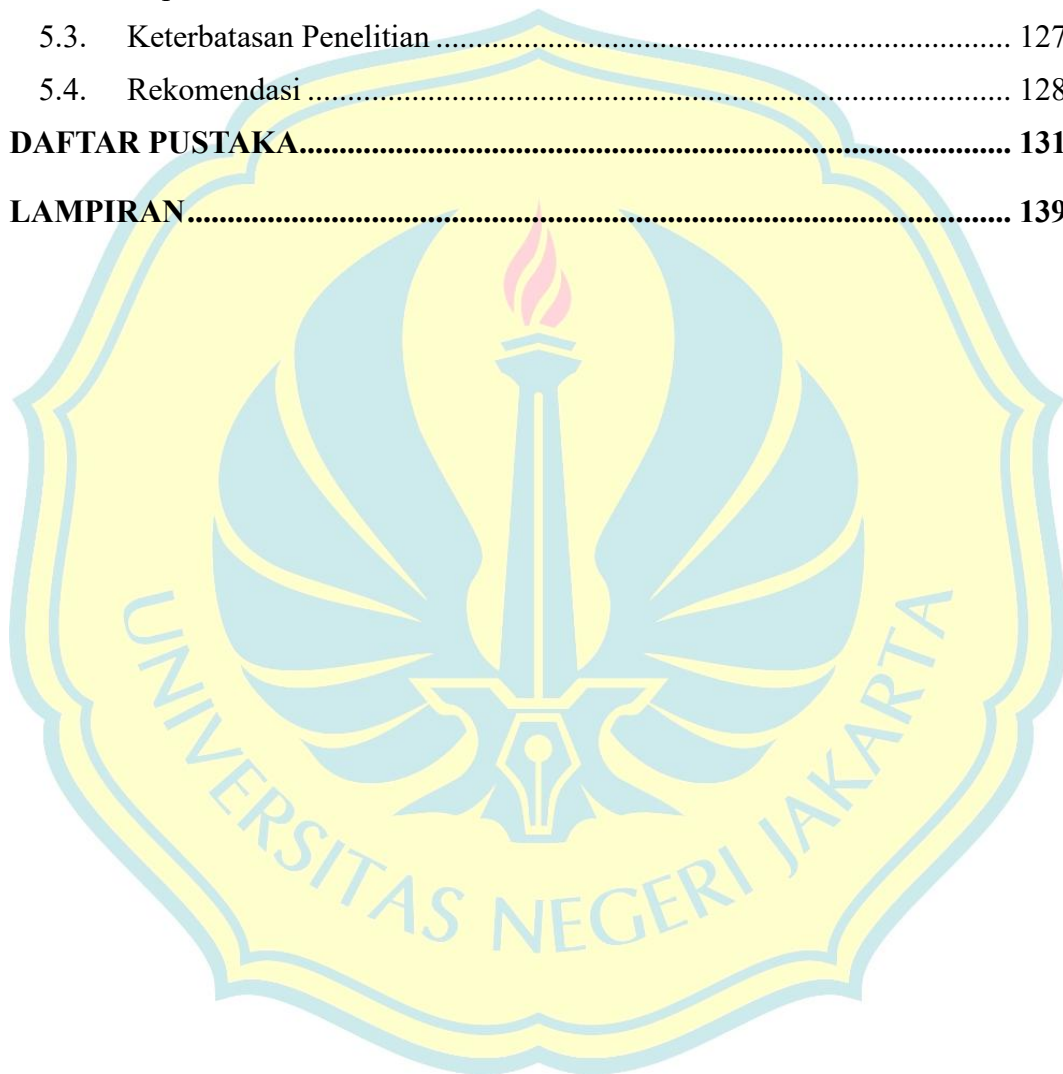 5.3. Keterbatasan Penelitian ........................................................................ 127
5.4. Rekomendasi ........................................................................................ 128
DAFTAR PUSTAKA .......................................................................................... 131
LAMPIRAN ........................................................................................................ 139
UNIVERSITAS NEGERI JAKARTA